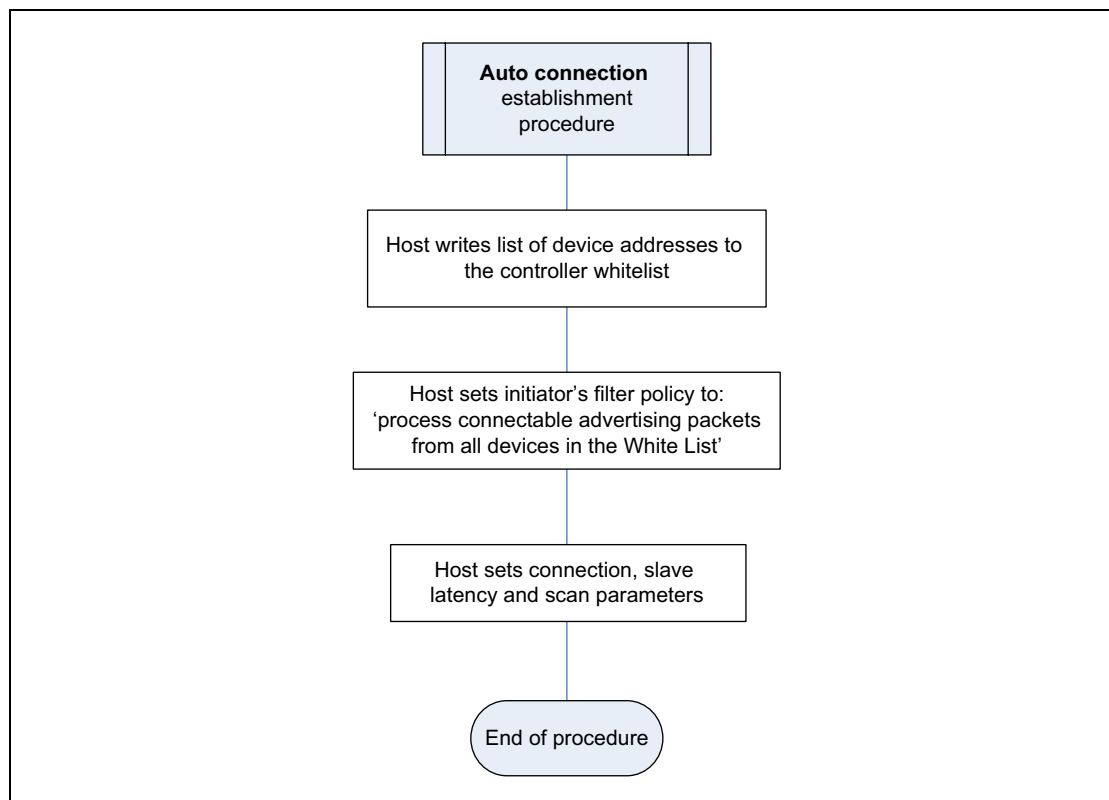 Auto connection
establishment
procedure
Host writes list of device addresses to
the controller whitelist
Host sets initiator’s filter policy to:
‘process connectable advertising packets
from all devices in the White List’
Host sets connection, slave
latency and scan parameters
End of procedure